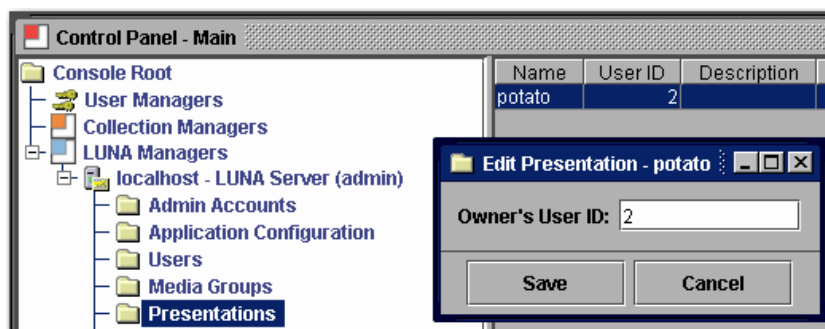 Control Panel - Main
Console Root
User Managers
Collection Managers
LUNA Managers
localhost - LUNA Server (admin)
Admin Accounts
Application Configuration
Users
Media Groups
Presentations
Name User ID Description
potato 2
Edit Presentation - potato
Owner's User ID: 2
Save Cancel